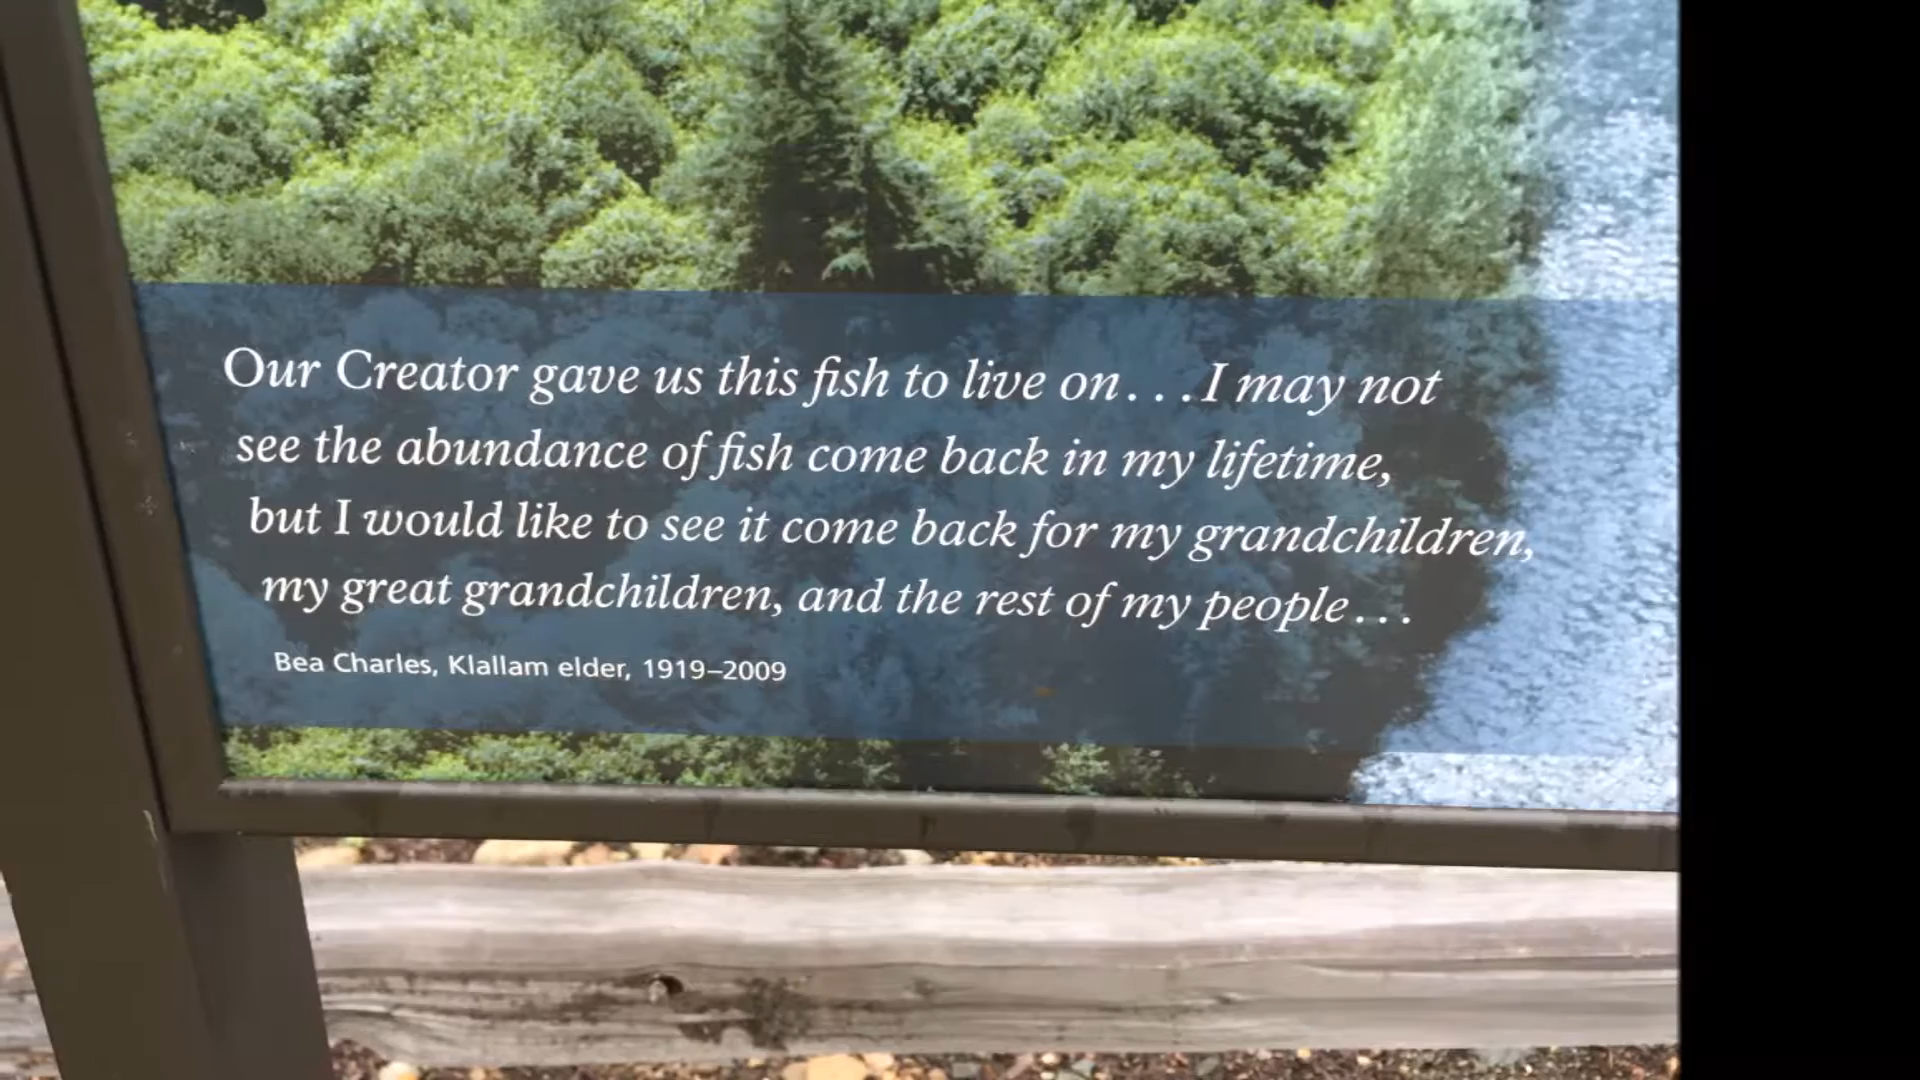 Our Creator gave us this fish to live on...I may not
see the abundance of fish come back in my lifetime,
but I would like to see it come back for my grandchildren,
my great grandchildren, and the rest of my people...
Bea Charles, Klallam elder, 1919–2009